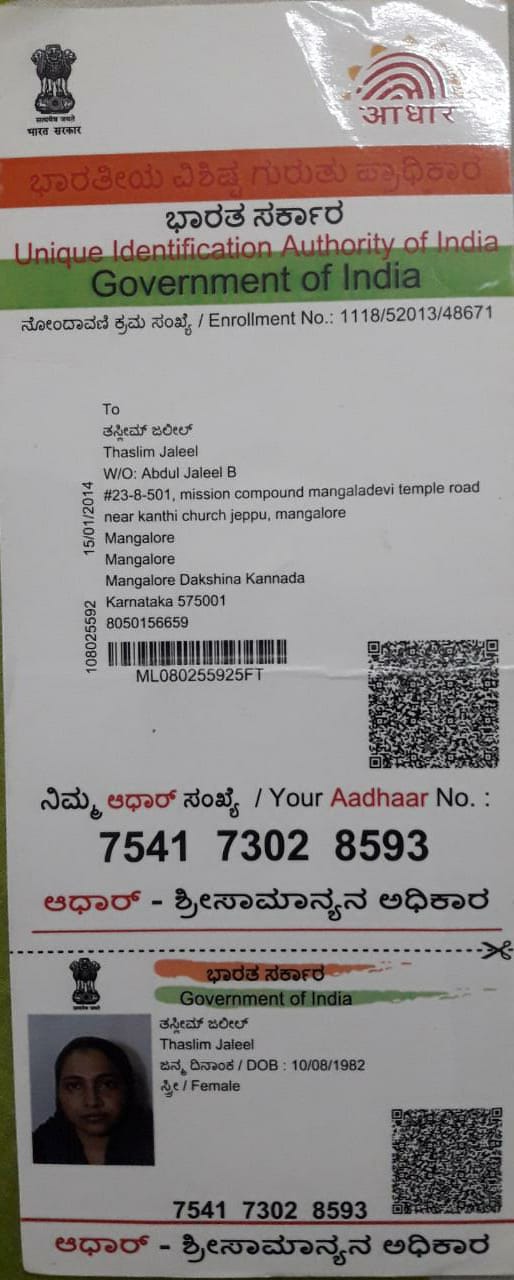 सत्यमेव जयते
भारत सरकार
आधार
ಭಾರತೀಯ ವಿಶಿಷ್ಟ ಗುರುತು ಪ್ರಾಧಿಕಾರ
ಭಾರತ ಸರ್ಕಾರ
Unique Identification Authority of India
Government of India
ನೋಂದಾವಣಿ ಕ್ರಮ ಸಂಖ್ಯೆ / Enrollment No.: 1118/52013/48671
To
ತಸ್ಲೀಮ್ ಜಲೀಲ್
Thaslim Jaleel
W/O: Abdul Jaleel B
#23-8-501, mission compound mangaladevi temple road
near kanthi church jeppu, mangalore
Mangalore
Mangalore
Mangalore Dakshina Kannada
Karnataka 575001
8050156659
15/01/2014
108025592
ML080255925FT
ನಿಮ್ಮ ಆಧಾರ್ ಸಂಖ್ಯೆ / Your Aadhaar No. :
7541 7302 8593
ಆಧಾರ್ - ಶ್ರೀಸಾಮಾನ್ಯನ ಅಧಿಕಾರ
ಭಾರತ ಸರ್ಕಾರ
Government of India
ತಸ್ಲೀಮ್ ಜಲೀಲ್
Thaslim Jaleel
ಜನ್ಮ ದಿನಾಂಕ / DOB : 10/08/1982
ಸ್ತ್ರೀ / Female
7541 7302 8593
ಆಧಾರ್ - ಶ್ರೀಸಾಮಾನ್ಯನ ಅಧಿಕಾರ